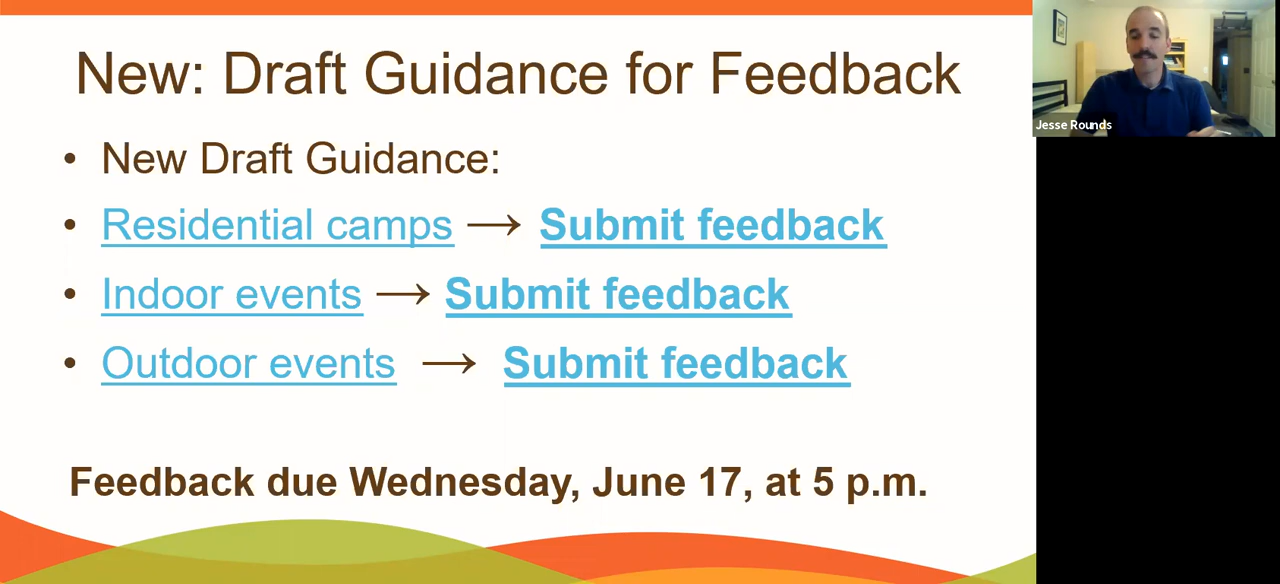 New: Draft Guidance for Feedback
• New Draft Guidance:
• Residential camps → Submit feedback
• Indoor events → Submit feedback
• Outdoor events → Submit feedback
Feedback due Wednesday, June 17, at 5 p.m.
Jesse Rounds